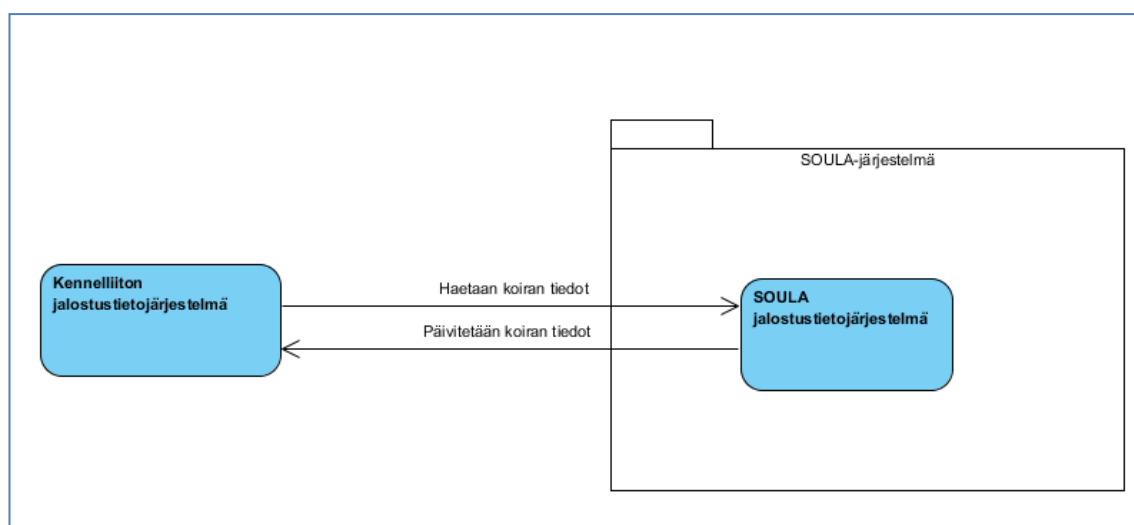 SOULA-järjestelmä
Kennelliiton
jalostustietojärjestelmä
Haetaan koiran tiedot
Päivitetään koiran tiedot
SOULA
jalostustietojärjestelmä